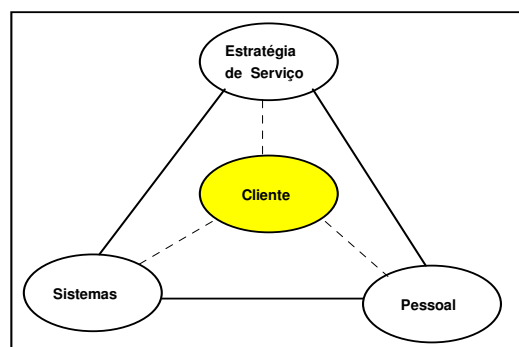 Estratégia
de Serviço
Cliente
Sistemas
Pessoal